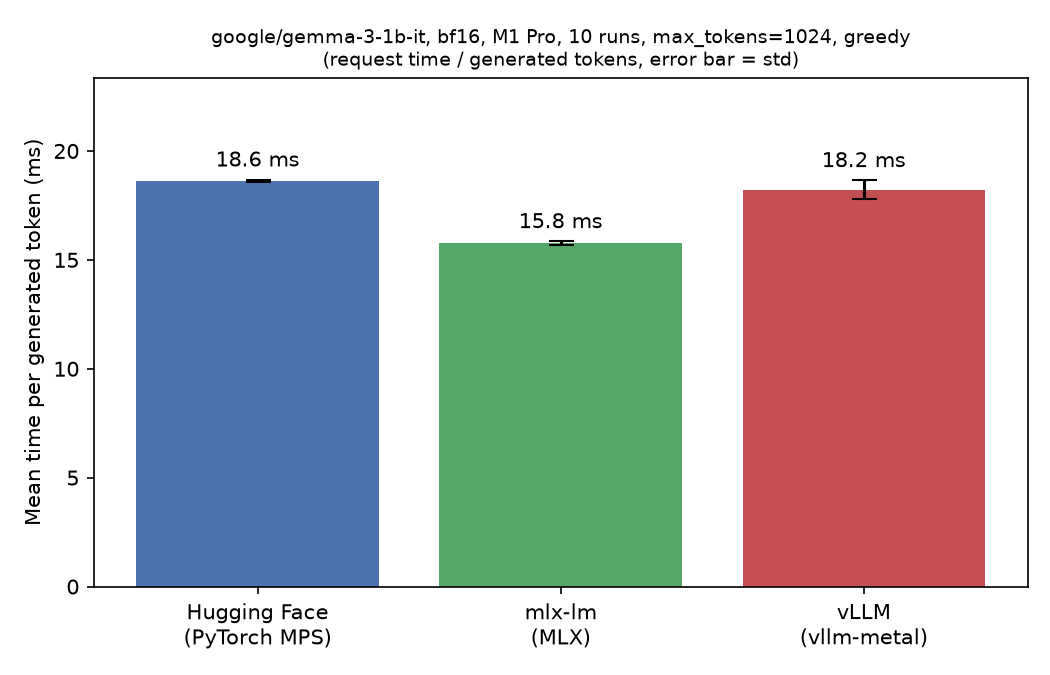 google/gemma-3-1b-it, bf16, M1 Pro, 10 runs, max_tokens=1024, greedy
(request time / generated tokens, error bar = std)
Mean time per generated token (ms)
20
15
10
5
0
18.6 ms
15.8 ms
18.2 ms
Hugging Face
(PyTorch MPS)
mlx-lm
(MLX)
vLLM
(vllm-metal)